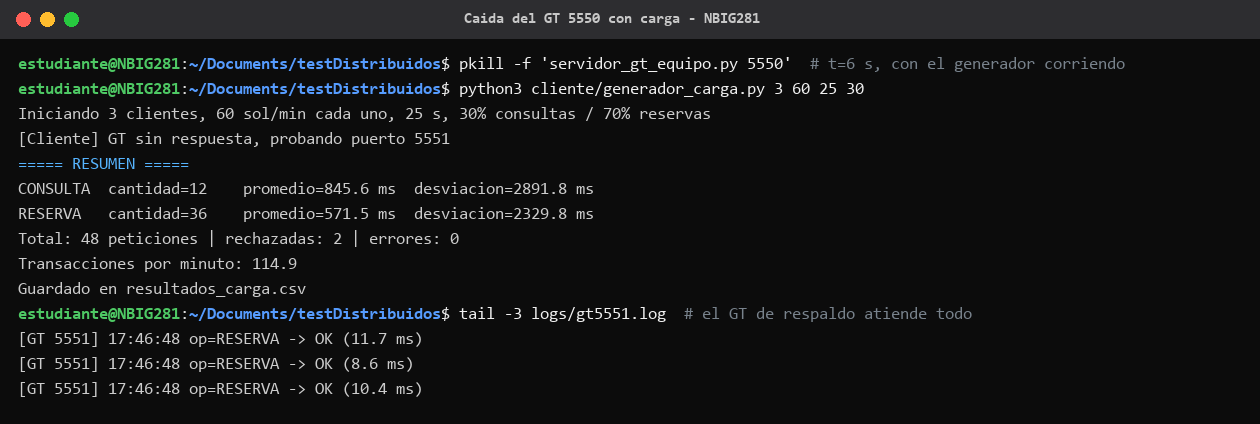 Caida del GT 5550 con carga - NBIG281
estudiante@NBIG281:~/Documents/testDistribuidos$ pkill -f 'servidor_gt_equipo.py 5550'  # t=6 s, con el generador corriendo
estudiante@NBIG281:~/Documents/testDistribuidos$ python3 cliente/generador_carga.py 3 60 25 30
Iniciando 3 clientes, 60 sol/min cada uno, 25 s, 30% consultas / 70% reservas
[Cliente] GT sin respuesta, probando puerto 5551
===== RESUMEN =====
CONSULTA  cantidad=12    promedio=845.6 ms  desviacion=2891.8 ms
RESERVA   cantidad=36    promedio=571.5 ms  desviacion=2329.8 ms
Total: 48 peticiones | rechazadas: 2 | errores: 0
Transacciones por minuto: 114.9
Guardado en resultados_carga.csv
estudiante@NBIG281:~/Documents/testDistribuidos$ tail -3 logs/gt5551.log  # el GT de respaldo atiende todo
[GT 5551] 17:46:48 op=RESERVA -> OK (11.7 ms)
[GT 5551] 17:46:48 op=RESERVA -> OK (8.6 ms)
[GT 5551] 17:46:48 op=RESERVA -> OK (10.4 ms)